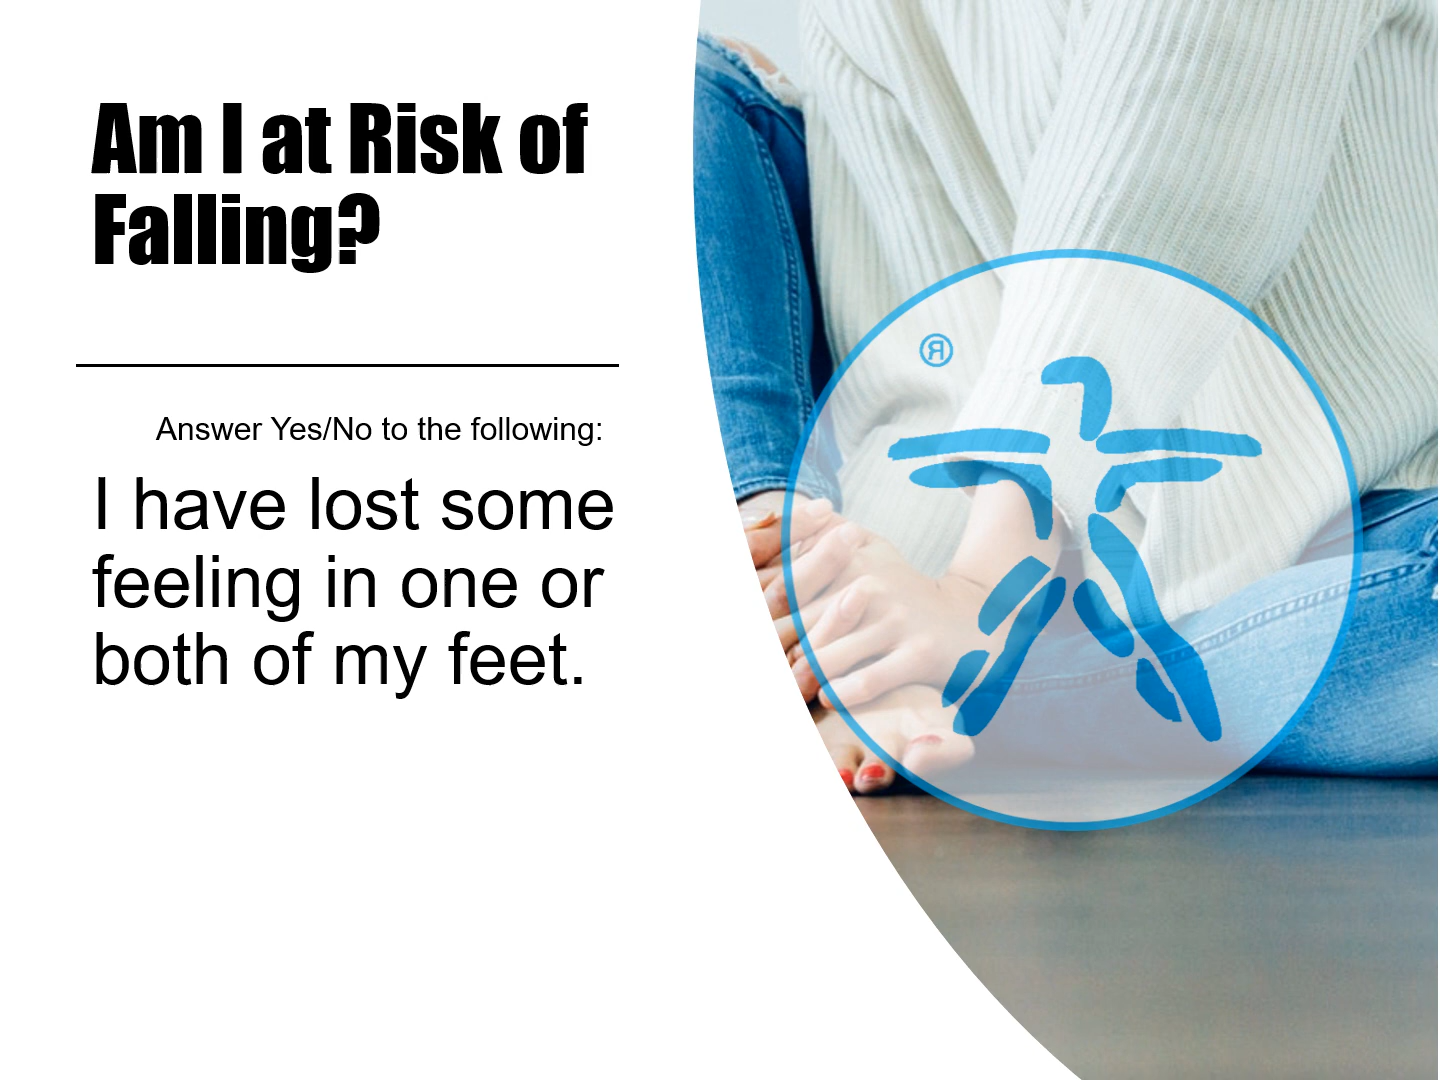 Am I at Risk of
Falling?
Answer Yes/No to the following:
I have lost some
feeling in one or
both of my feet.
®